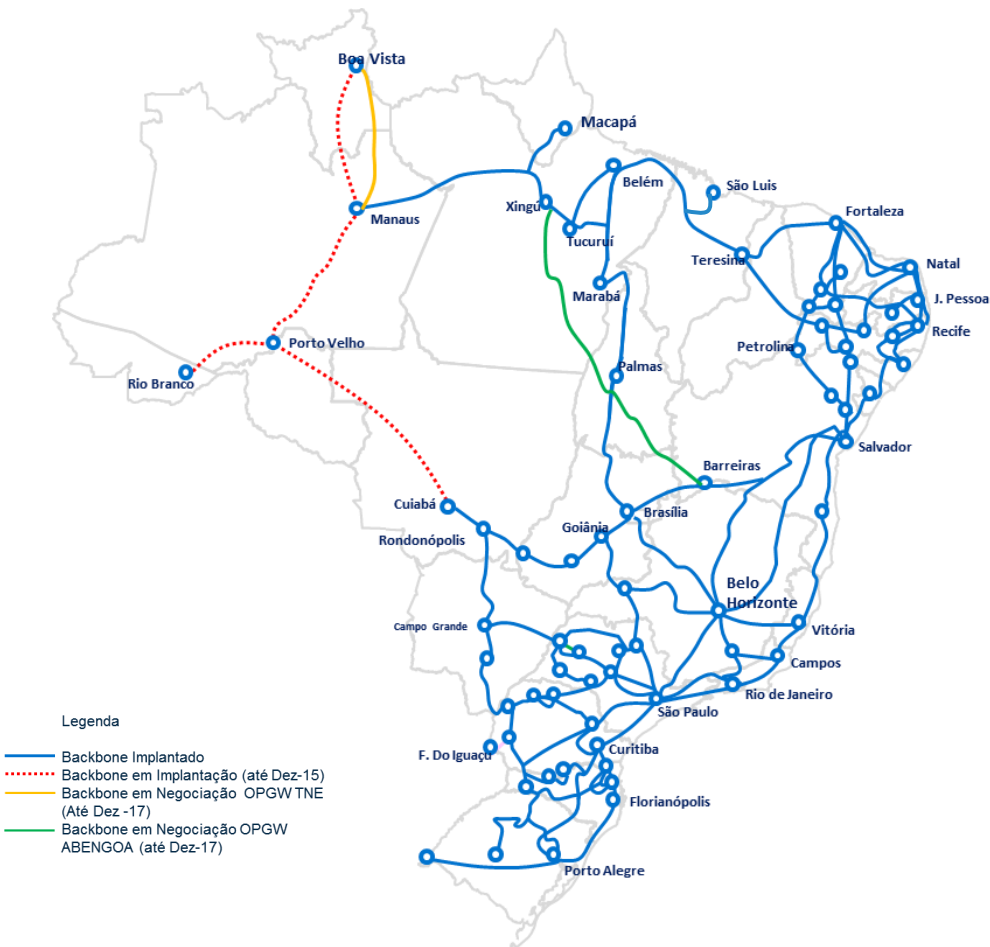 Boa Vista
Macapá
Belém
São Luis
Xingú
Manaus
Fortaleza
Tucuruí
Teresina
Natal
Marabá
J. Pessoa
Recife
Porto Velho
Petrolina
Palmas
Rio Branco
Salvador
Barreiras
Cuiabá
Brasília
Goiânia
Rondonópolis
Belo
Horizonte
Campo Grande
Vitória
Campos
Rio de Janeiro
São Paulo
Legenda
Curitiba
F. Do Iguaçu
Backbone Implantado
Backbone em Implantação (até Dez-15)
Backbone em Negociação OPGW TNE
(Até Dez -17)
Backbone em Negociação OPGW
ABENGOA (até Dez-17)
Florianópolis
Porto Alegre